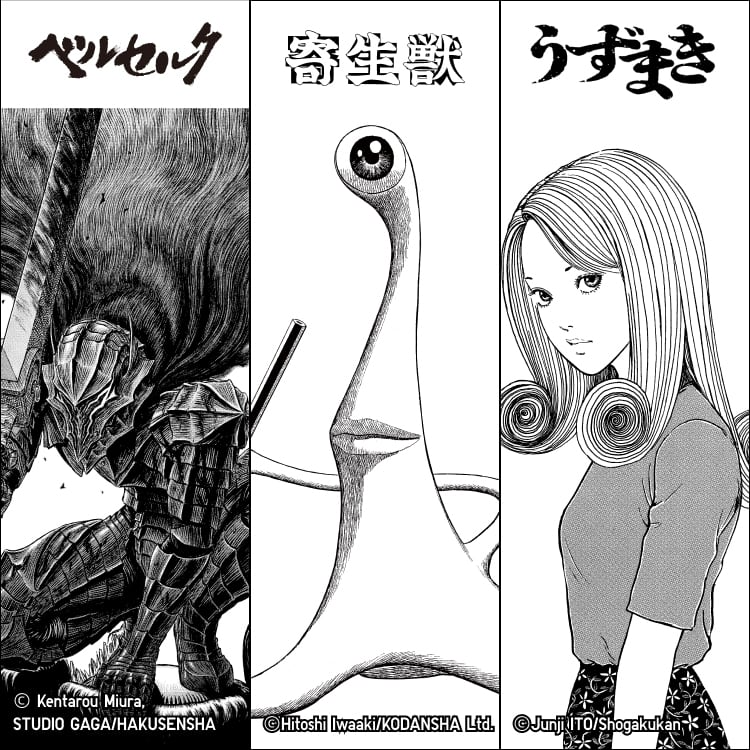 ベルセルク
寄生獣
うずまき
© Kentarou Miura,
STUDIO GAGA/HAKUSENSHA
©Hitoshi Iwaaki/KODANSHA Ltd.
©Junji ITO/Shogakukan